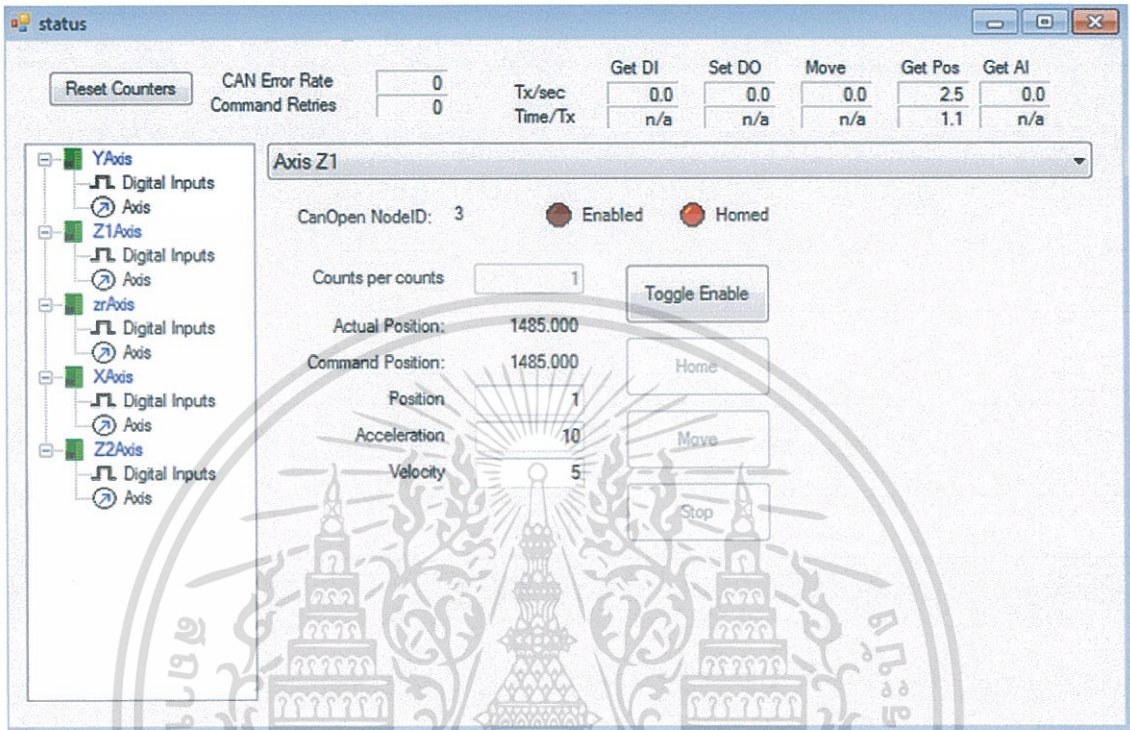 status
Get DI Set DO Move Get Pos Get AI
Reset Counters CAN Error Rate 0 Tx/sec 0.0 0.0 0.0 2.5 0.0
Command Retries 0 Time/Tx n/a n/a n/a 1.1 n/a
YAxis
Digital Inputs
Axis
Z1Axis
Digital Inputs
Axis
zrAxis
Digital Inputs
Axis
XAxis
Digital Inputs
Axis
Z2Axis
Digital Inputs
Axis
Axis Z1
CanOpen NodeID: 3 Enabled Homed
Counts per counts 1
Toggle Enable
Actual Position: 1485.000
Command Position: 1485.000
Home
Position 1
Acceleration 10
Move
Velocity 5
Stop